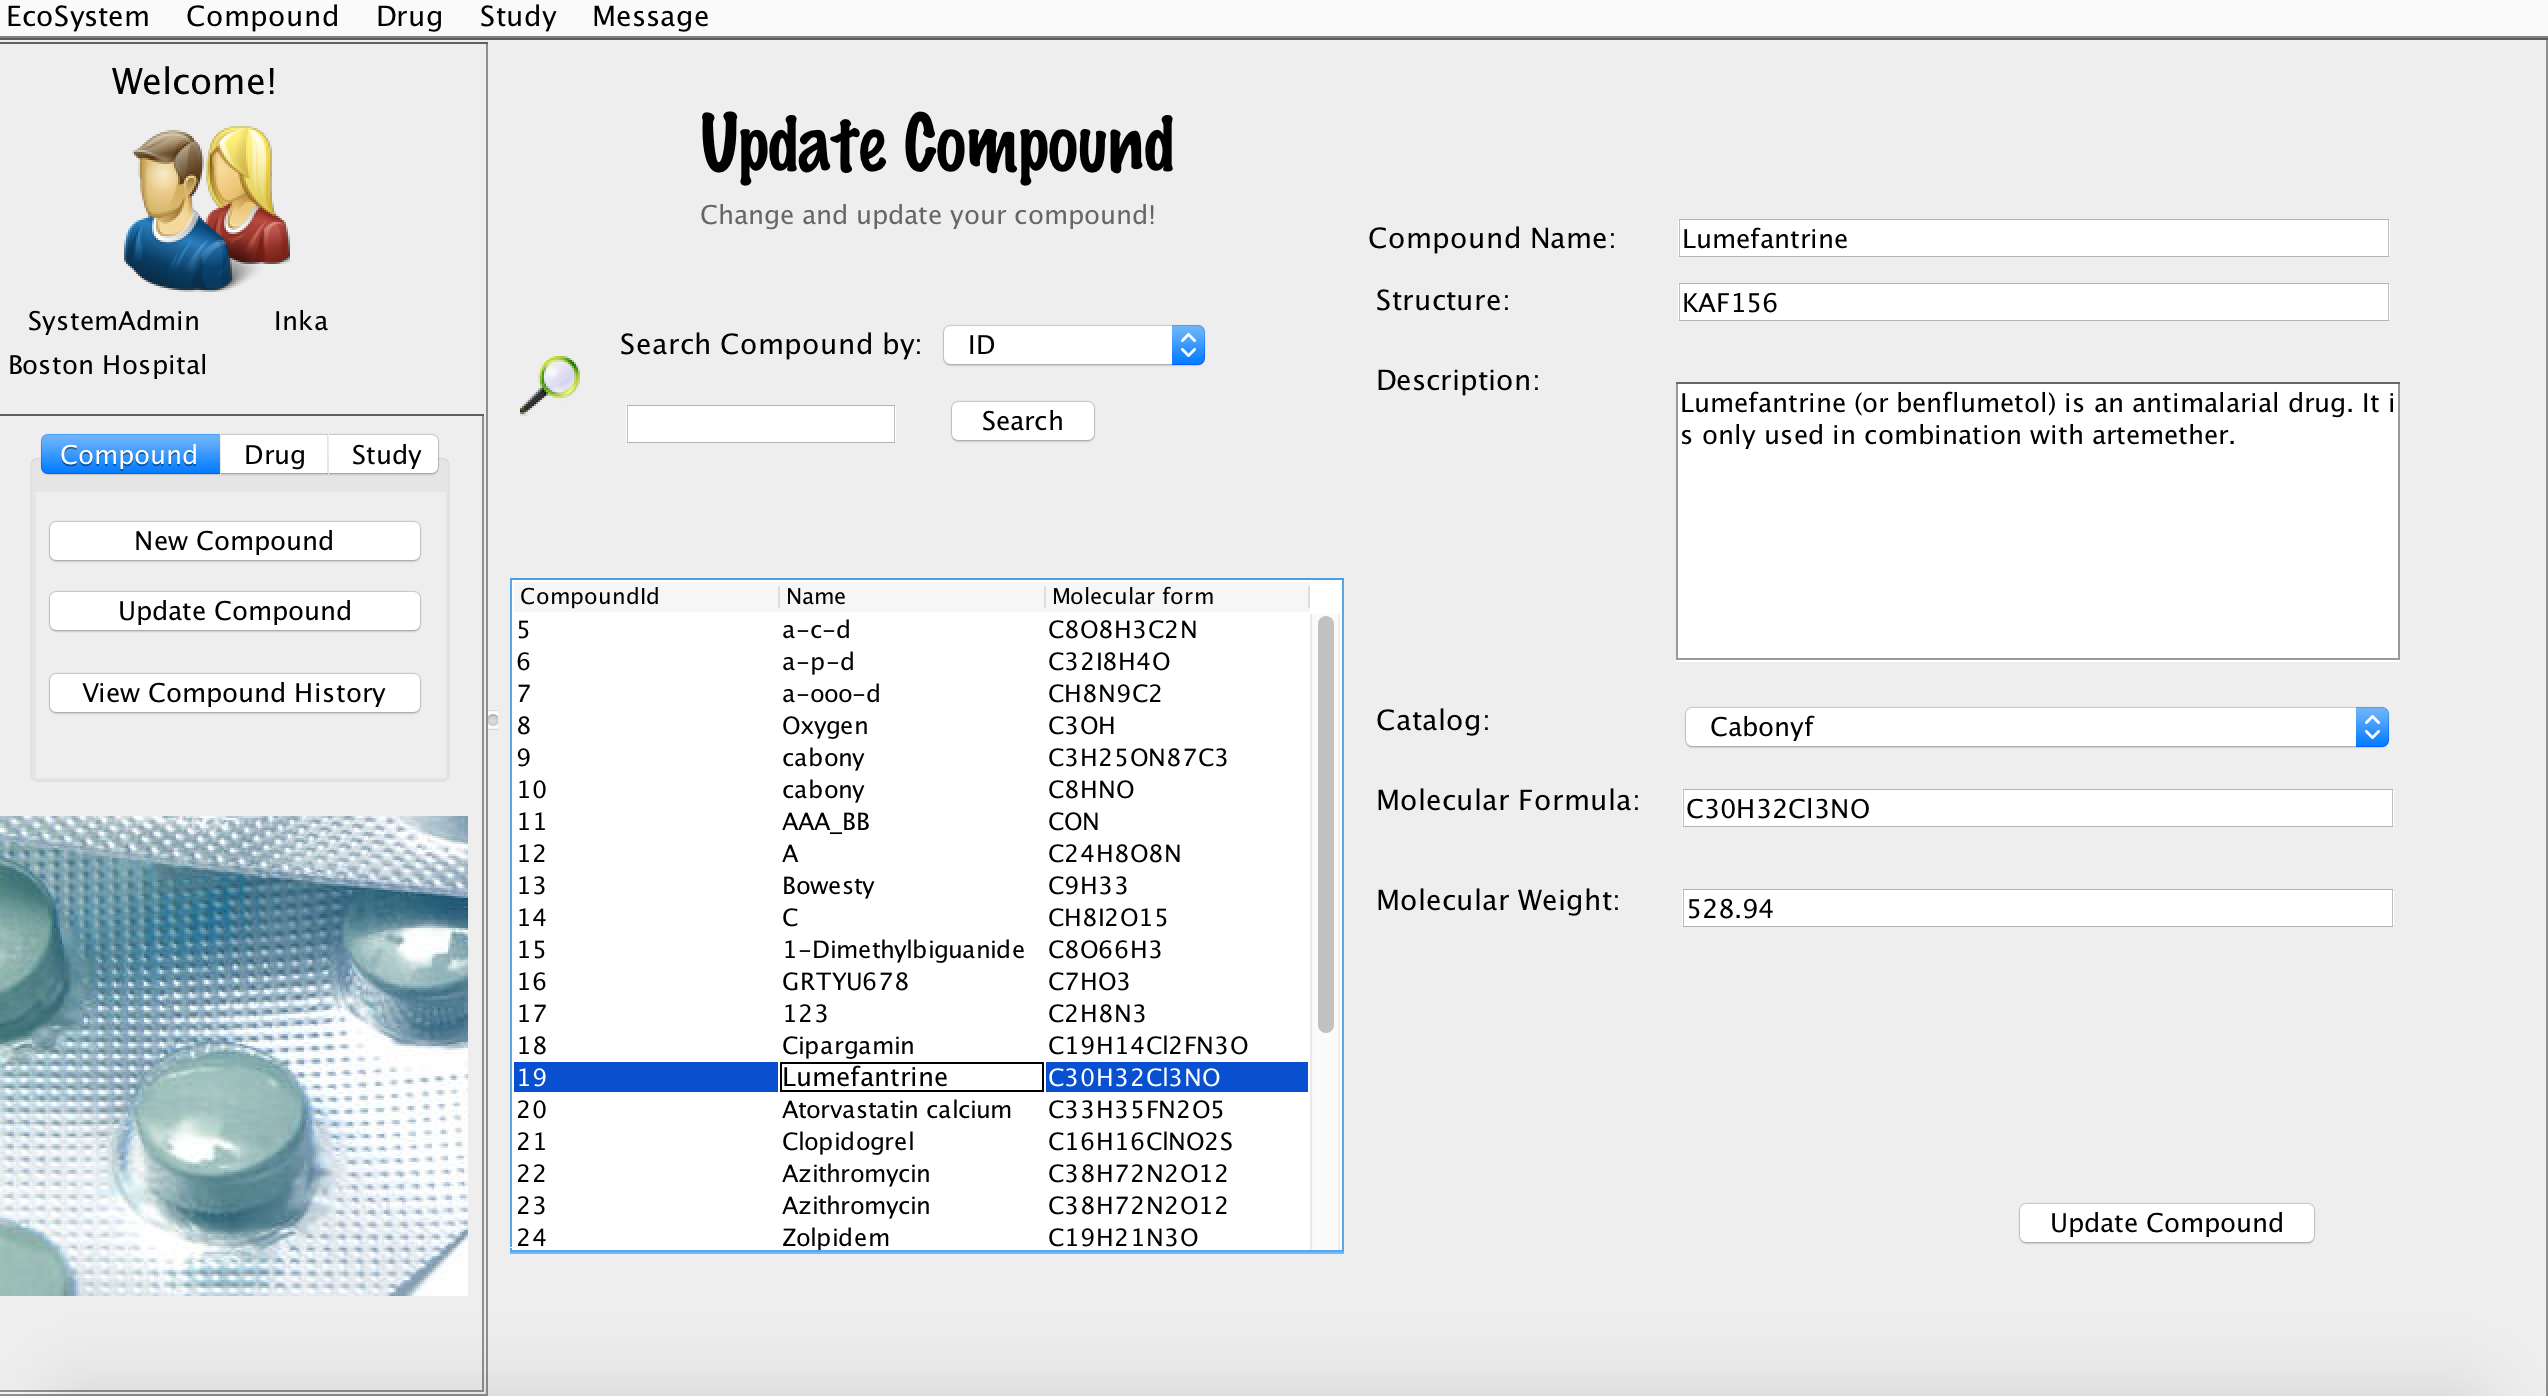 EcoSystem Compound Drug Study Message
Welcome!
SystemAdmin Inka
Boston Hospital
Compound Drug Study
New Compound
Update Compound
View Compound History
Update Compound
Change and update your compound!
Search Compound by: ID
Search
CompoundId Name Molecular form
5 a-c-d C8O8H3C2N
6 a-p-d C32I8H4O
7 a-ooo-d CH8N9C2
8 Oxygen C3OH
9 cabony C3H25ON87C3
10 cabony C8HNO
11 AAA_BB CON
12 A C24H8O8N
13 Bowesty C9H33
14 C CH8I2O15
15 1-Dimethylbiguanide C8O66H3
16 GRTYU678 C7HO3
17 123 C2H8N3
18 Cipargamin C19H14Cl2FN3O
19 Lumefantrine C30H32Cl3NO
20 Atorvastatin calcium C33H35FN2O5
21 Clopidogrel C16H16ClNO2S
22 Azithromycin C38H72N2O12
23 Azithromycin C38H72N2O12
24 Zolpidem C19H21N3O
Compound Name: Lumefantrine
Structure: KAF156
Description: Lumefantrine (or benflumetol) is an antimalarial drug. It i
s only used in combination with artemether.
Catalog: Cabonyf
Molecular Formula: C30H32Cl3NO
Molecular Weight: 528.94
Update Compound